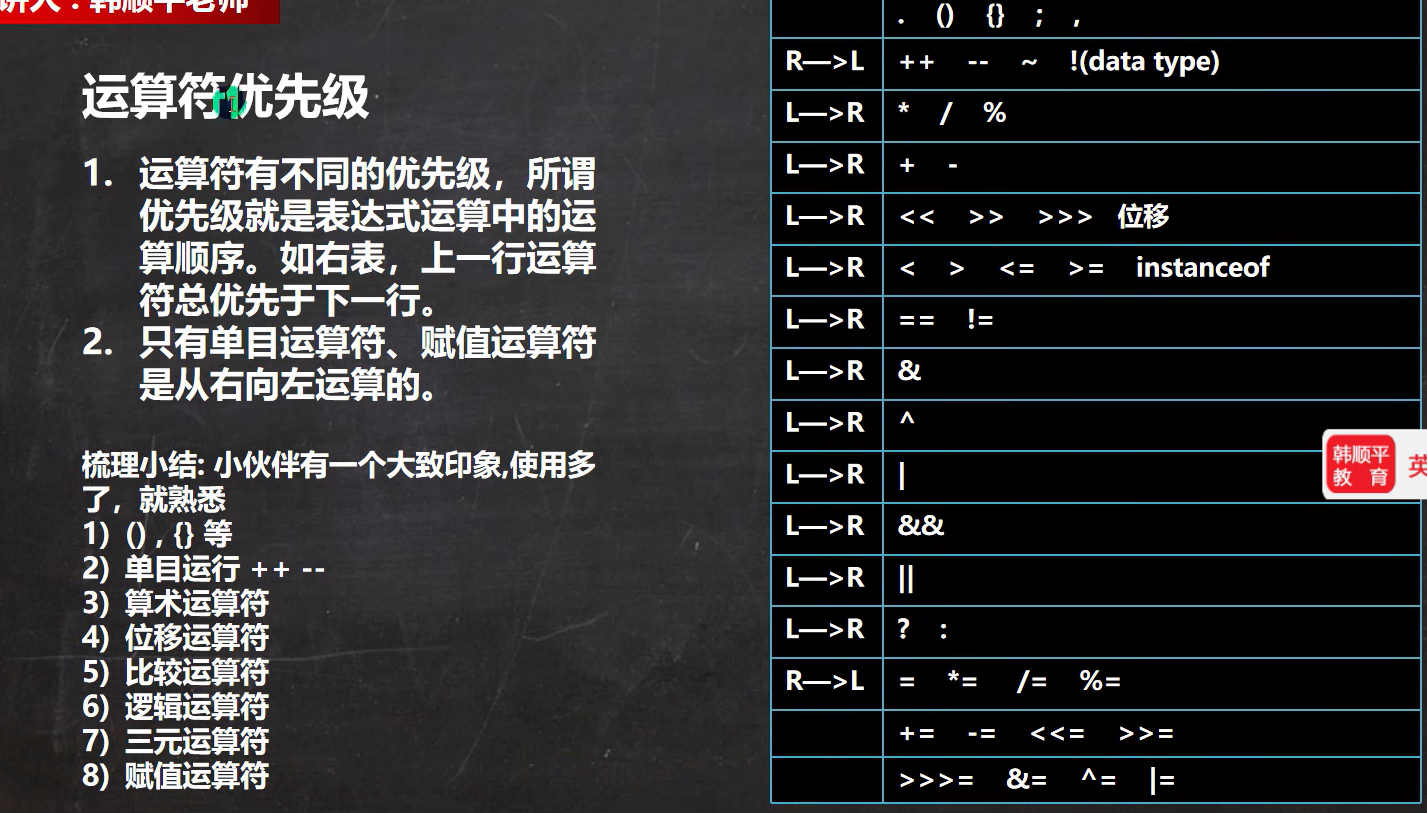 讲人：韩顺平老师
运算符优先级
1. 运算符有不同的优先级，所谓
优先级就是表达式运算中的运
算顺序。如右表，上一行运算
符总优先于下一行。
2. 只有单目运算符、赋值运算符
是从右向左运算的。
梳理小结: 小伙伴有一个大致印象,使用多
了，就熟悉
1) () , {} 等
2) 单目运行 ++ --
3) 算术运算符
4) 位移运算符
5) 比较运算符
6) 逻辑运算符
7) 三元运算符
8) 赋值运算符
. () {} ; ,
R—>L ++ -- ~ !(data type)
L—>R * / %
L—>R + -
L—>R << >> >>> 位移
L—>R < > <= >= instanceof
L—>R == !=
L—>R &
L—>R ^
L—>R |
L—>R &&
L—>R ||
L—>R ? :
R—>L = *= /= %=
+= -= <<= >>=
>>>= &= ^= |=
韩顺平
教 育
英